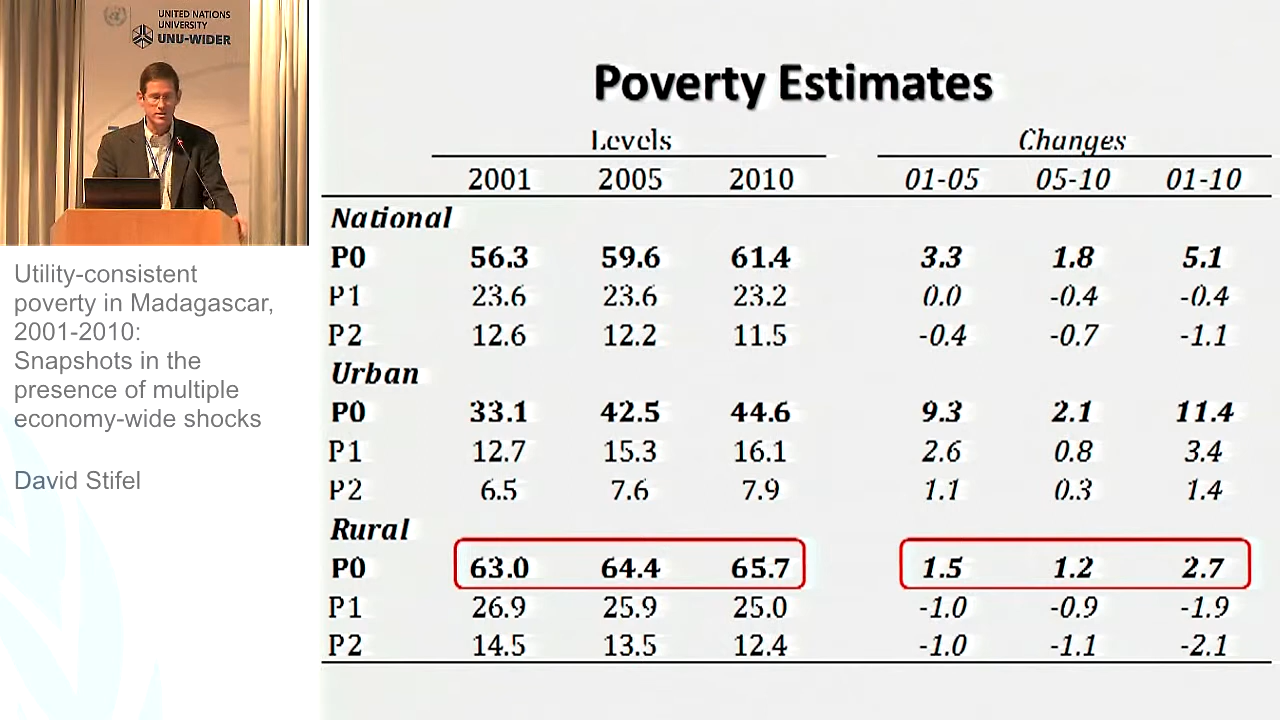 UNITED NATIONS
UNIVERSITY
UNU-WIDER
Utility-consistent
poverty in Madagascar,
2001-2010:
Snapshots in the
presence of multiple
economy-wide shocks
David Stifel
Poverty Estimates
Levels Changes
2001 2005 2010 01-05 05-10 01-10
National
P0 56.3 59.6 61.4 3.3 1.8 5.1
P1 23.6 23.6 23.2 0.0 -0.4 -0.4
P2 12.6 12.2 11.5 -0.4 -0.7 -1.1
Urban
P0 33.1 42.5 44.6 9.3 2.1 11.4
P1 12.7 15.3 16.1 2.6 0.8 3.4
P2 6.5 7.6 7.9 1.1 0.3 1.4
Rural
P0 63.0 64.4 65.7 1.5 1.2 2.7
P1 26.9 25.9 25.0 -1.0 -0.9 -1.9
P2 14.5 13.5 12.4 -1.0 -1.1 -2.1